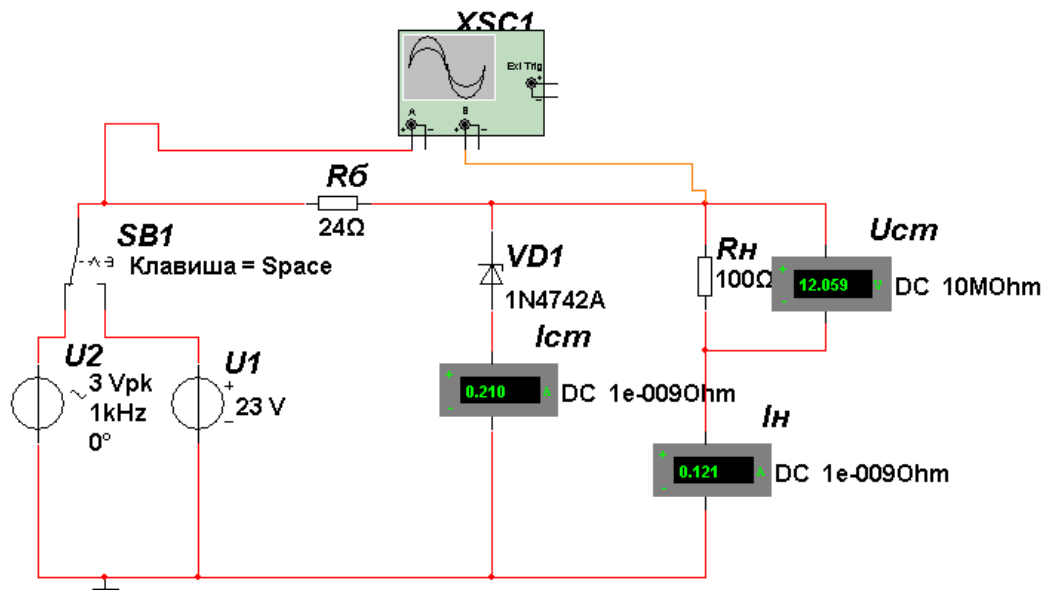 XSC1
Ext Trig
+
−
A
B
+ −
+ −
Rб
24Ω
SB1
Клавиша = Space
VD1
1N4742A
Rн
100Ω
Uст
+
−
12.059
V
DC 10MOhm
Iст
+
−
0.210
A
DC 1e-009Ohm
U2
3 Vpk
1kHz
0°
U1
+
−
23 V
Iн
+
−
0.121
A
DC 1e-009Ohm